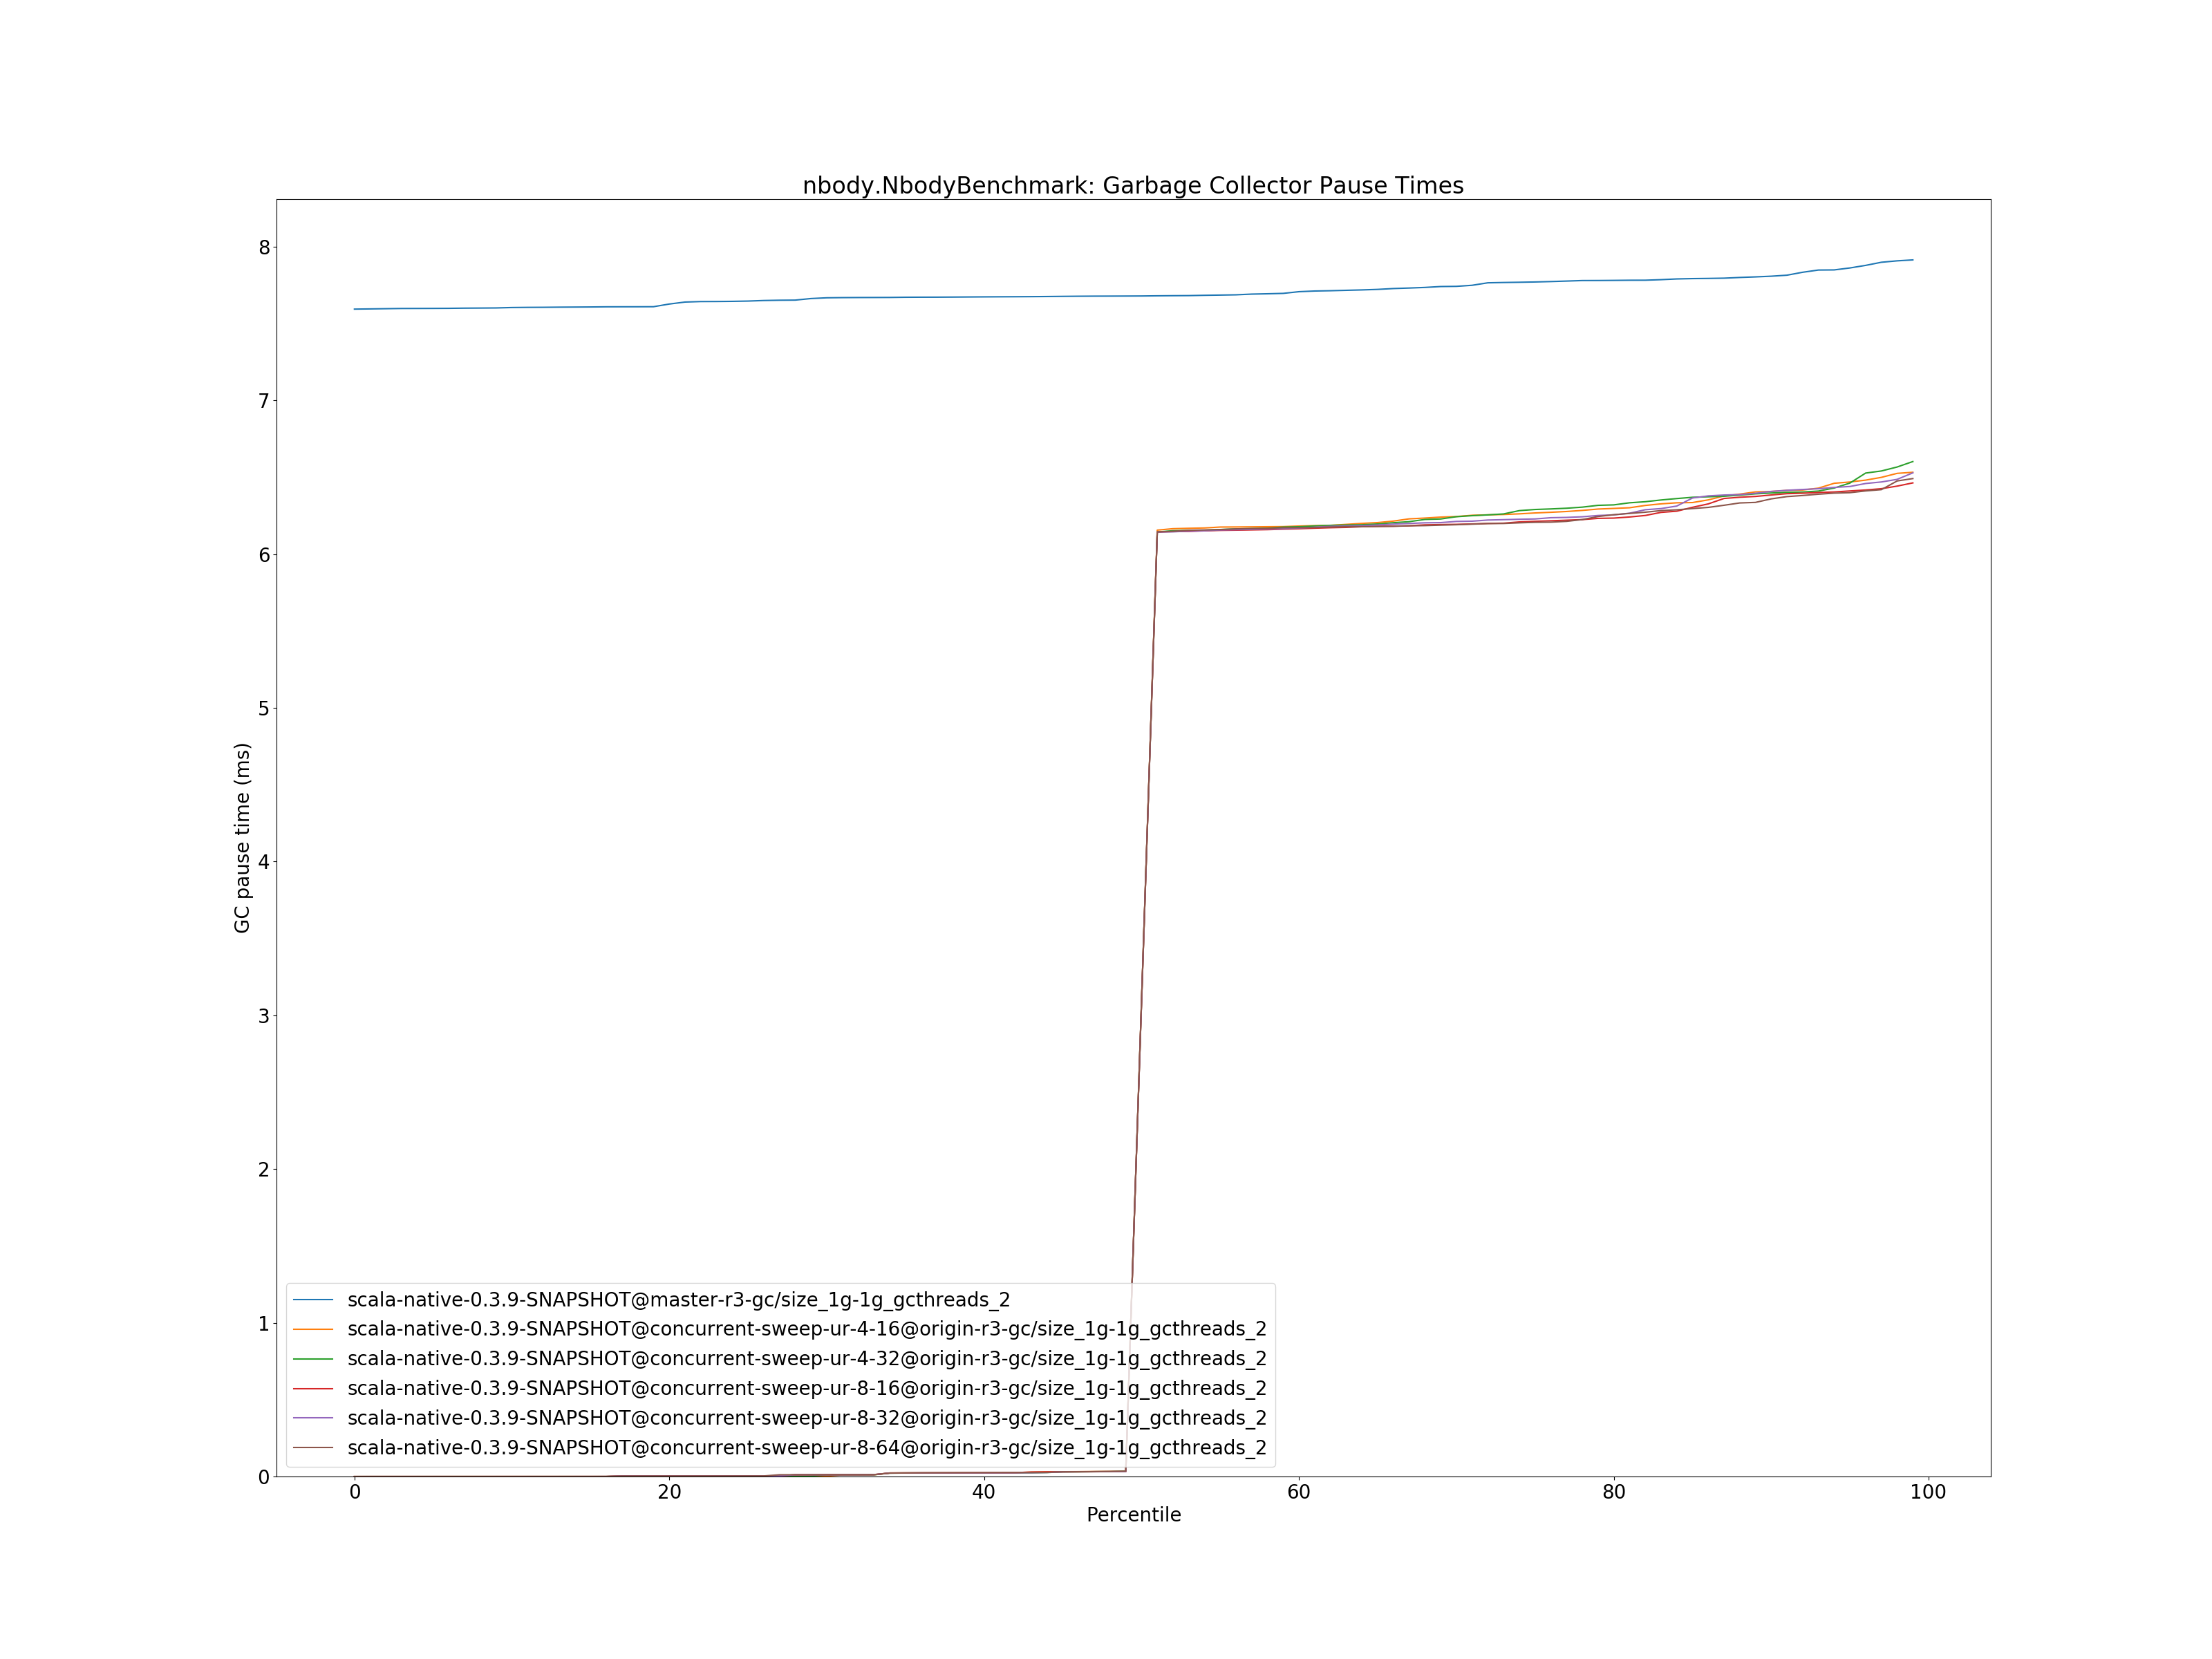 nbody.NbodyBenchmark: Garbage Collector Pause Times
8
7
6
5
4
3
2
1
0
GC pause time (ms)
scala-native-0.3.9-SNAPSHOT@master-r3-gc/size_1g-1g_gcthreads_2
scala-native-0.3.9-SNAPSHOT@concurrent-sweep-ur-4-16@origin-r3-gc/size_1g-1g_gcthreads_2
scala-native-0.3.9-SNAPSHOT@concurrent-sweep-ur-4-32@origin-r3-gc/size_1g-1g_gcthreads_2
scala-native-0.3.9-SNAPSHOT@concurrent-sweep-ur-8-16@origin-r3-gc/size_1g-1g_gcthreads_2
scala-native-0.3.9-SNAPSHOT@concurrent-sweep-ur-8-32@origin-r3-gc/size_1g-1g_gcthreads_2
scala-native-0.3.9-SNAPSHOT@concurrent-sweep-ur-8-64@origin-r3-gc/size_1g-1g_gcthreads_2
0 20 40 60 80 100
Percentile